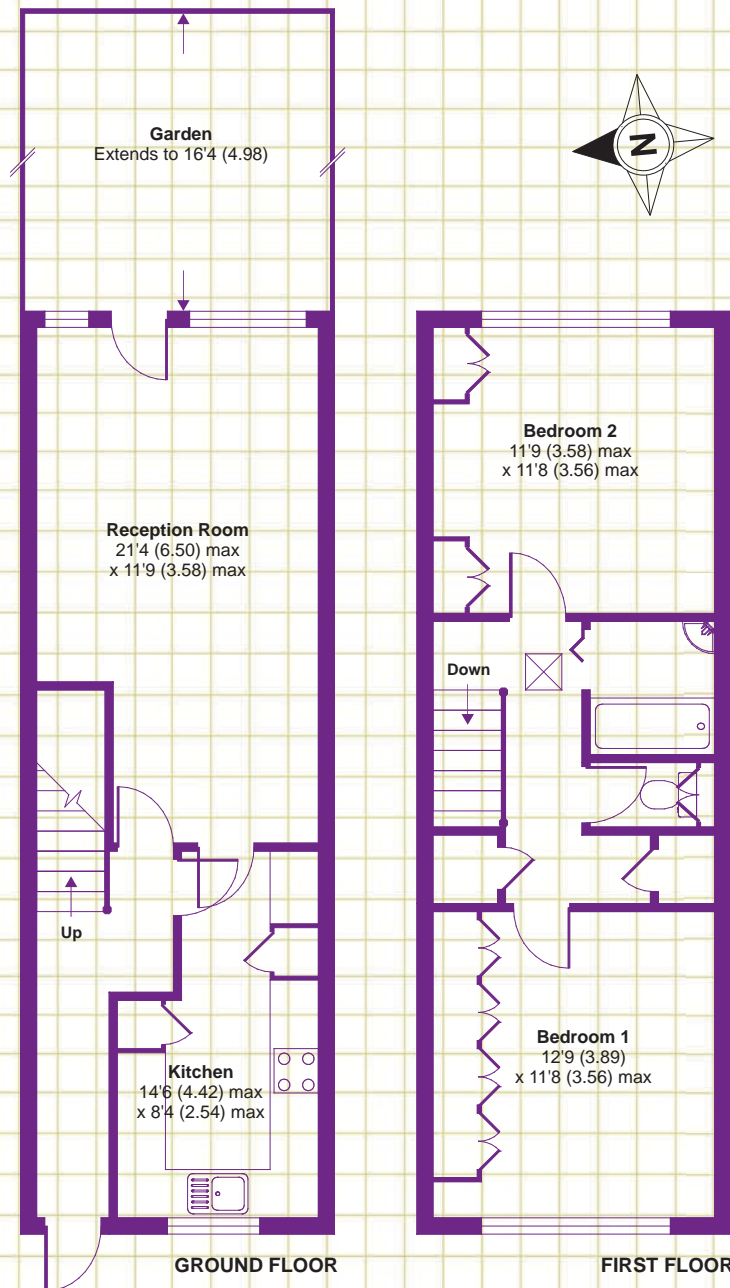 Garden
Extends to 16'4 (4.98)
N
Reception Room
21'4 (6.50) max
x 11'9 (3.58) max
Up
Kitchen
14'6 (4.42) max
x 8'4 (2.54) max
GROUND FLOOR
Bedroom 2
11'9 (3.58) max
x 11'8 (3.56) max
Down
Bedroom 1
12'9 (3.89)
x 11'8 (3.56) max
FIRST FLOOR